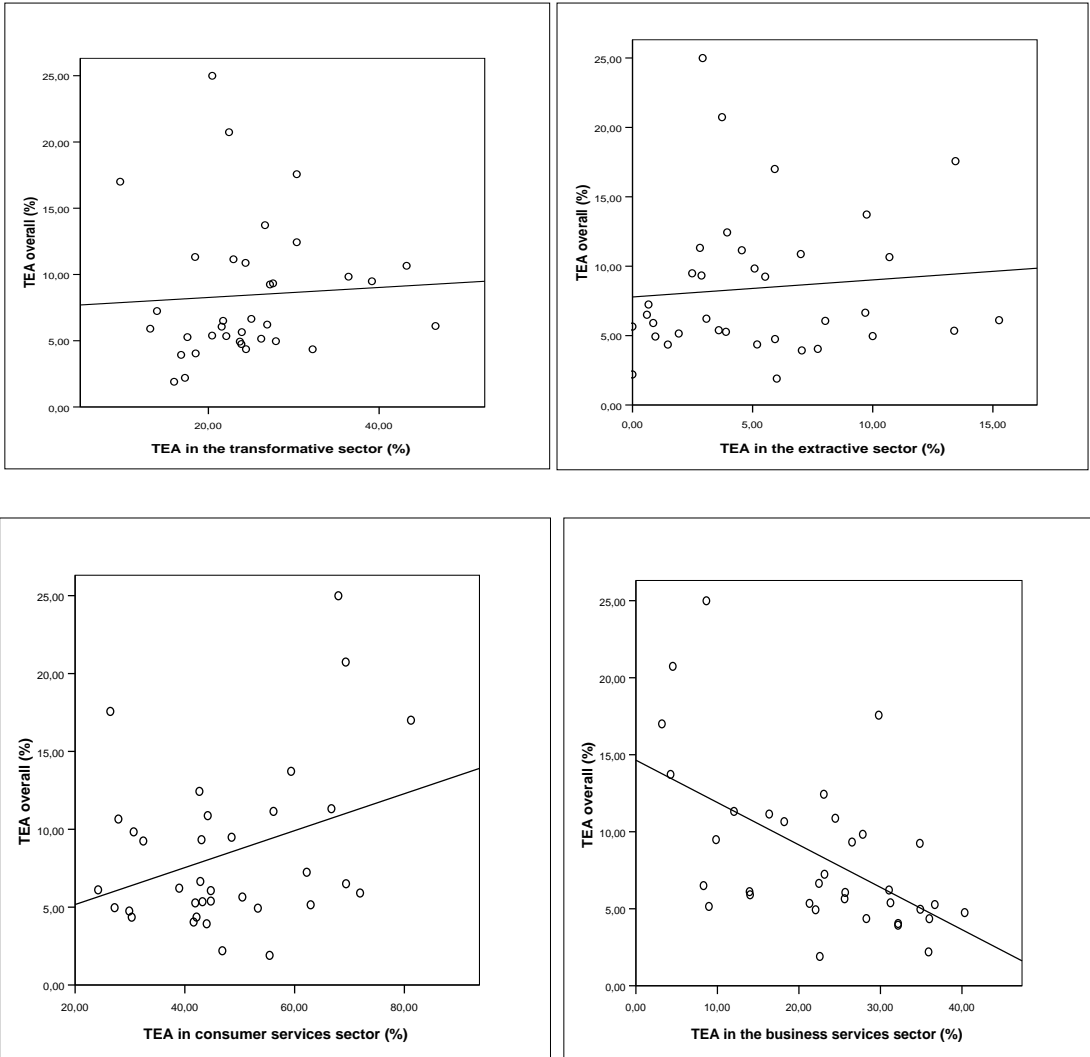 TEA overall (%)
25,00
20,00
15,00
10,00
5,00
0,00
20,00 40,00
TEA in the transformative sector (%)
TEA overall (%)
25,00
20,00
15,00
10,00
5,00
0,00
0,00 5,00 10,00 15,00
TEA in the extractive sector (%)
TEA overall (%)
25,00
20,00
15,00
10,00
5,00
0,00
20,00 40,00 60,00 80,00
TEA in consumer services sector (%)
TEA overall (%)
25,00
20,00
15,00
10,00
5,00
0,00
0,00 10,00 20,00 30,00 40,00
TEA in the business services sector (%)